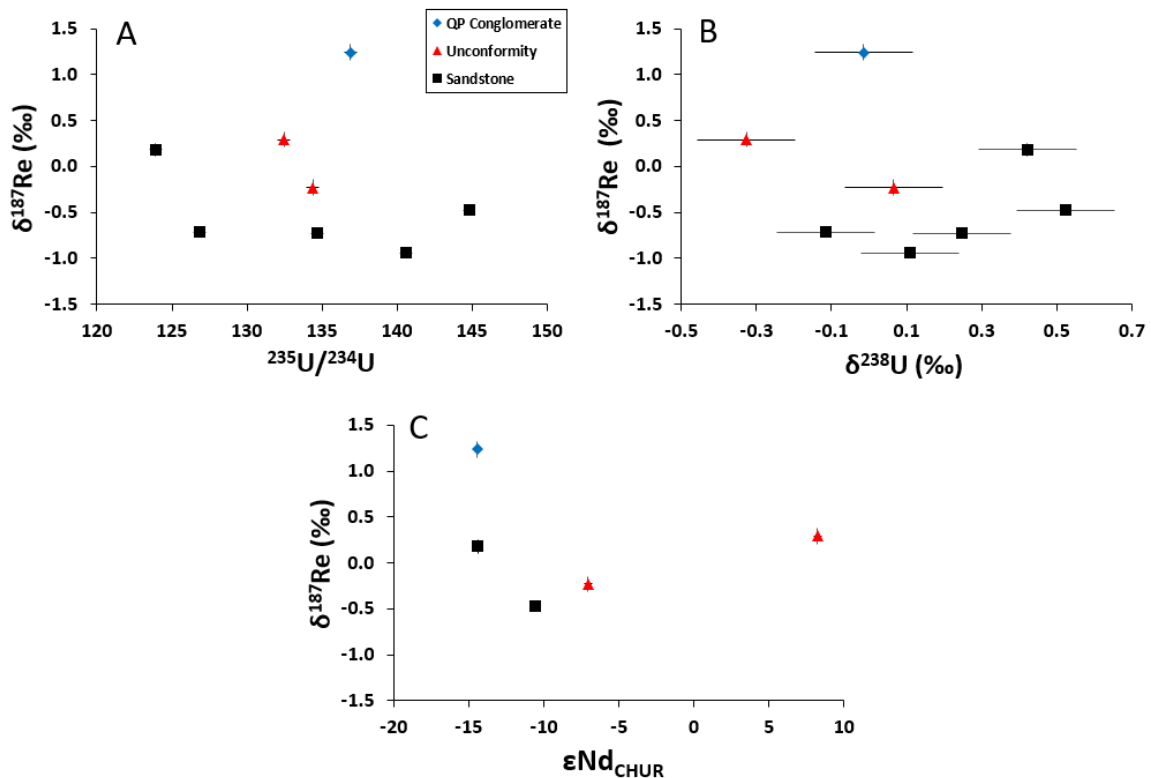 A
1.5
1.0
0.5
0.0
-0.5
-1.0
-1.5
δ¹⁸⁷Re (‰)
120 125 130 135 140 145 150
²³⁵U/²³⁴U
QP Conglomerate
Unconformity
Sandstone
B
1.5
1.0
0.5
0.0
-0.5
-1.0
-1.5
δ¹⁸⁷Re (‰)
-0.5 -0.3 -0.1 0.1 0.3 0.5 0.7
δ²³⁸U (‰)
C
1.5
1.0
0.5
0.0
-0.5
-1.0
-1.5
δ¹⁸⁷Re (‰)
-20 -15 -10 -5 0 5 10
εNd_CHUR